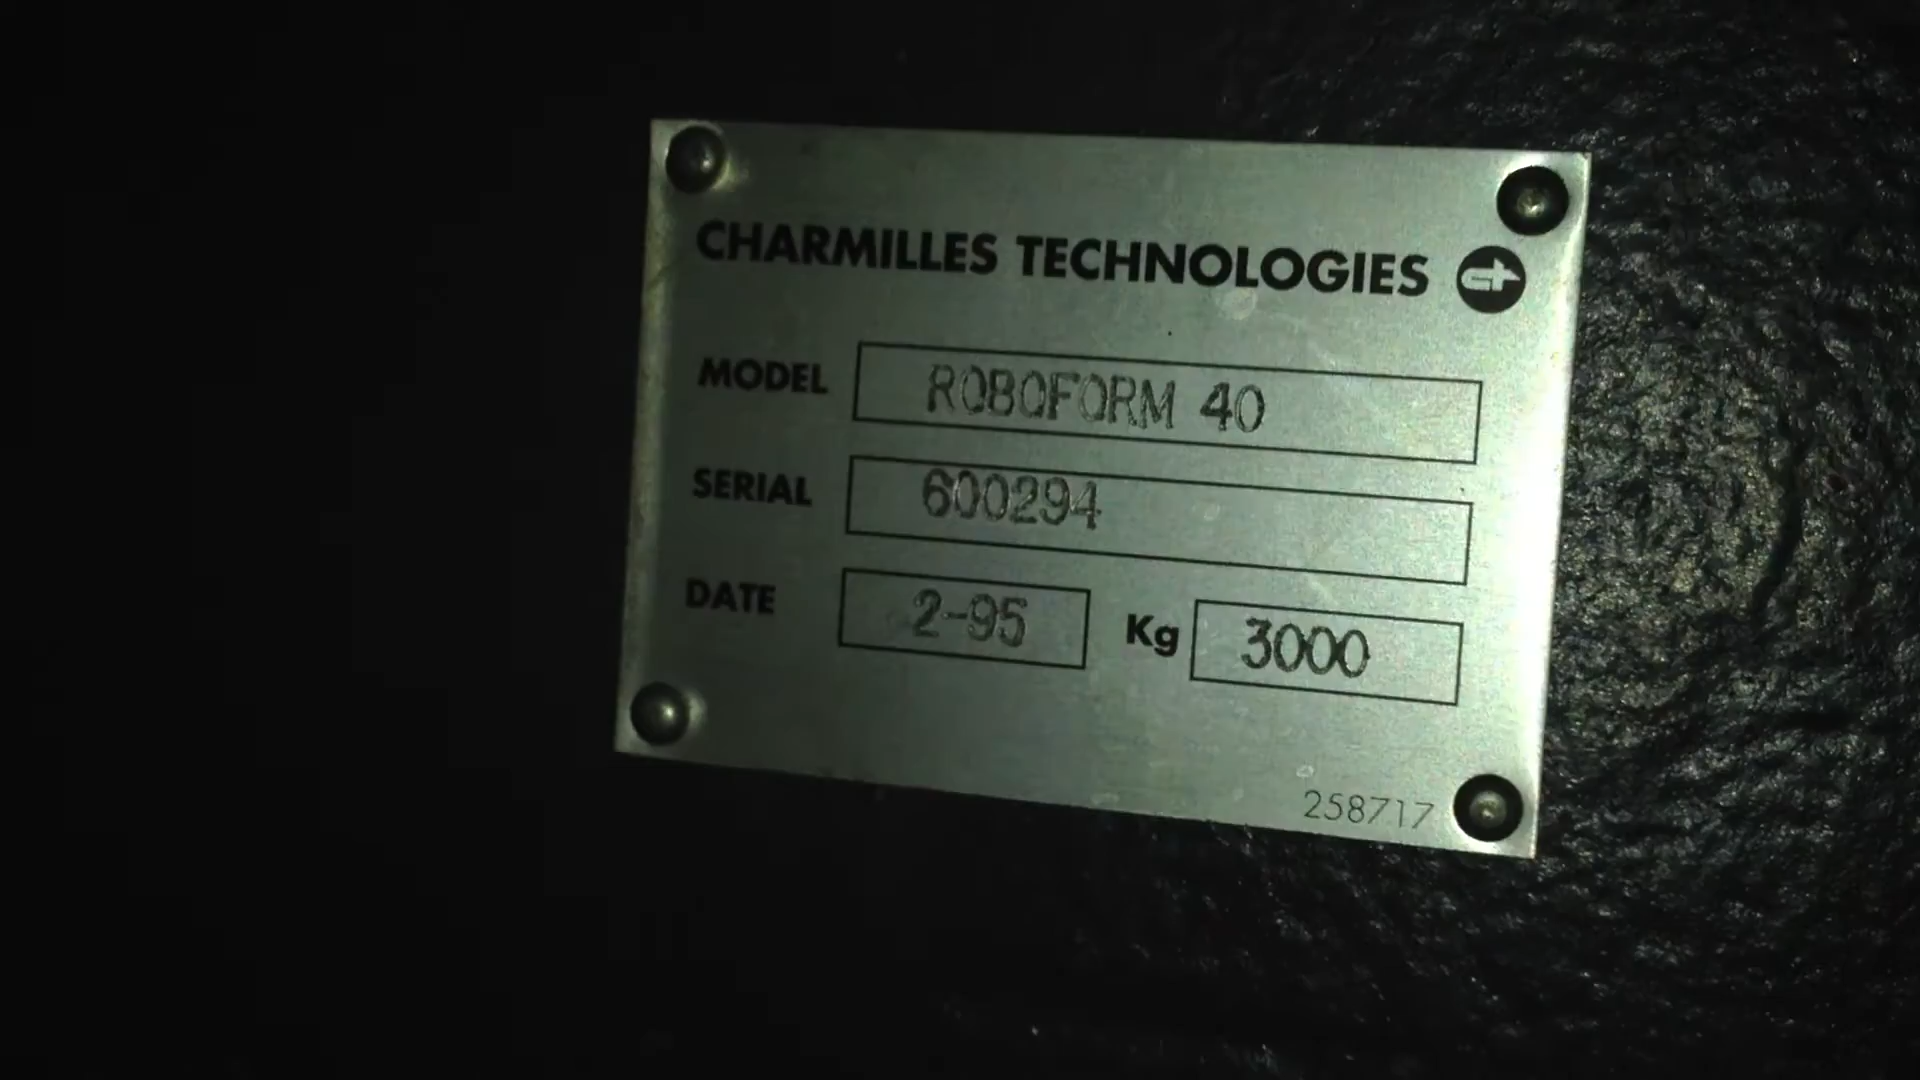 CHARMILLES TECHNOLOGIES
MODEL ROBOFORM 40
SERIAL 600294
DATE 2-95 Kg 3000
258717